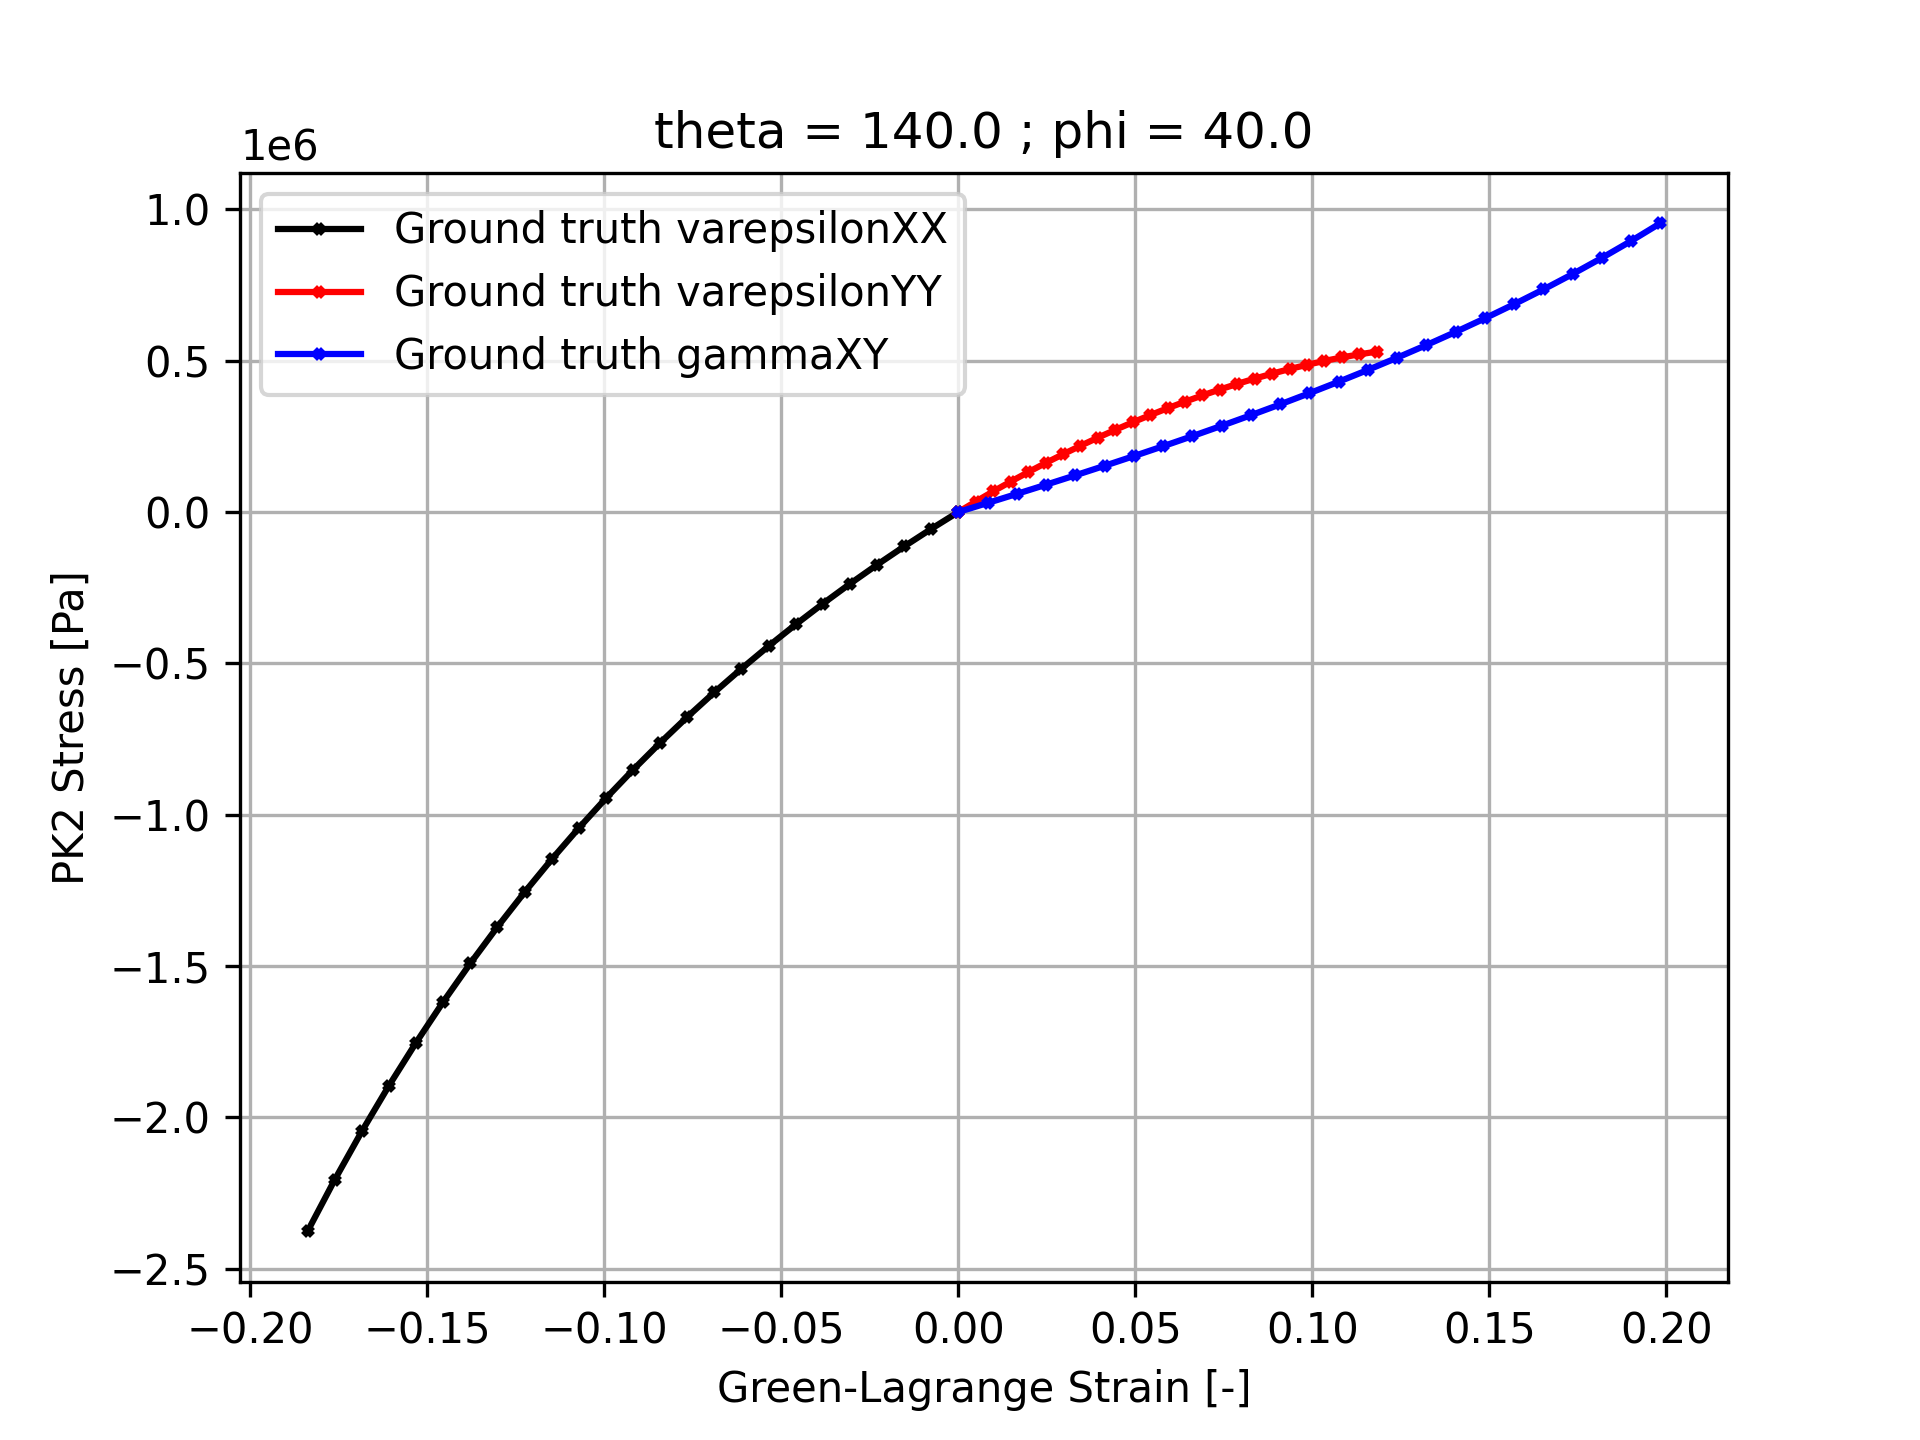 theta = 140.0 ; phi = 40.0
1e6
Ground truth varepsilonXX
Ground truth varepsilonYY
Ground truth gammaXY
1.0
0.5
0.0
−0.5
−1.0
−1.5
−2.0
−2.5
PK2 Stress [Pa]
−0.20 −0.15 −0.10 −0.05 0.00 0.05 0.10 0.15 0.20
Green-Lagrange Strain [-]